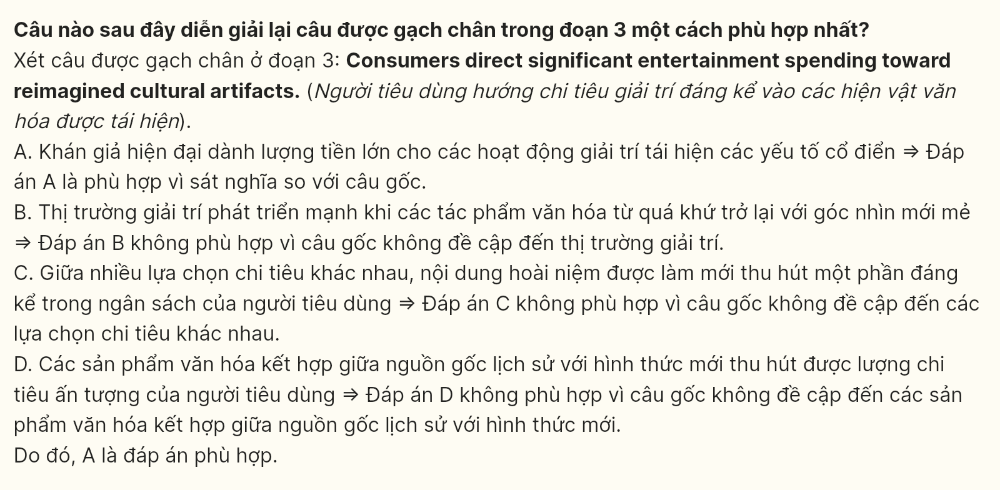 Câu nào sau đây diễn giải lại câu được gạch chân trong đoạn 3 một cách phù hợp nhất?
Xét câu được gạch chân ở đoạn 3: Consumers direct significant entertainment spending toward
reimagined cultural artifacts. (Người tiêu dùng hướng chi tiêu giải trí đáng kể vào các hiện vật văn
hóa được tái hiện).
A. Khán giả hiện đại dành lượng tiền lớn cho các hoạt động giải trí tái hiện các yếu tố cổ điển ⇒ Đáp
án A là phù hợp vì sát nghĩa so với câu gốc.
B. Thị trường giải trí phát triển mạnh khi các tác phẩm văn hóa từ quá khứ trở lại với góc nhìn mới mẻ
⇒ Đáp án B không phù hợp vì câu gốc không đề cập đến thị trường giải trí.
C. Giữa nhiều lựa chọn chi tiêu khác nhau, nội dung hoài niệm được làm mới thu hút một phần đáng
kể trong ngân sách của người tiêu dùng ⇒ Đáp án C không phù hợp vì câu gốc không đề cập đến các
lựa chọn chi tiêu khác nhau.
D. Các sản phẩm văn hóa kết hợp giữa nguồn gốc lịch sử với hình thức mới thu hút được lượng chi
tiêu ấn tượng của người tiêu dùng ⇒ Đáp án D không phù hợp vì câu gốc không đề cập đến các sản
phẩm văn hóa kết hợp giữa nguồn gốc lịch sử với hình thức mới.
Do đó, A là đáp án phù hợp.